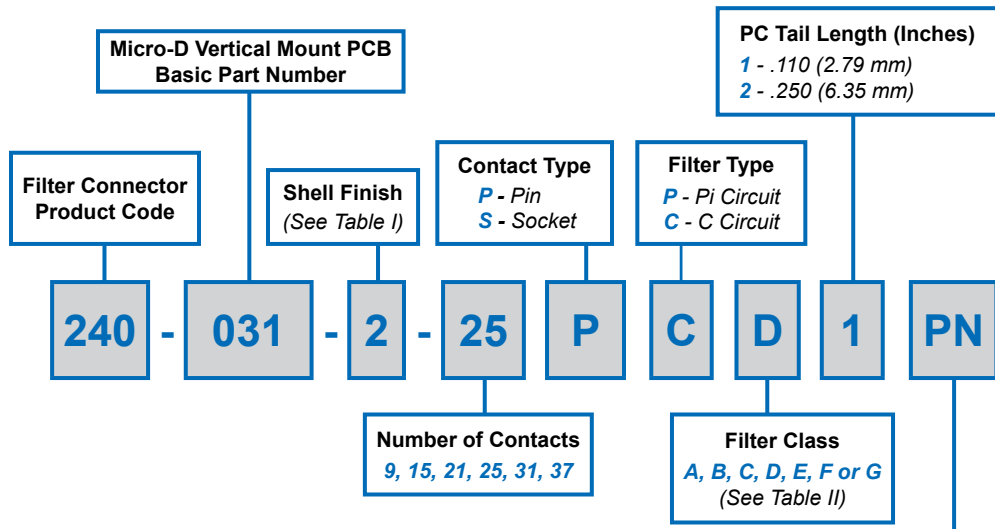 Micro-D Vertical Mount PCB
Basic Part Number
PC Tail Length (Inches)
1 - .110 (2.79 mm)
2 - .250 (6.35 mm)
Filter Connector
Product Code
Shell Finish
(See Table I)
Contact Type
P - Pin
S - Socket
Filter Type
P - Pi Circuit
C - C Circuit
240 - 031 - 2 - 25 P C D 1 PN
Number of Contacts
9, 15, 21, 25, 31, 37
Filter Class
A, B, C, D, E, F or G
(See Table II)